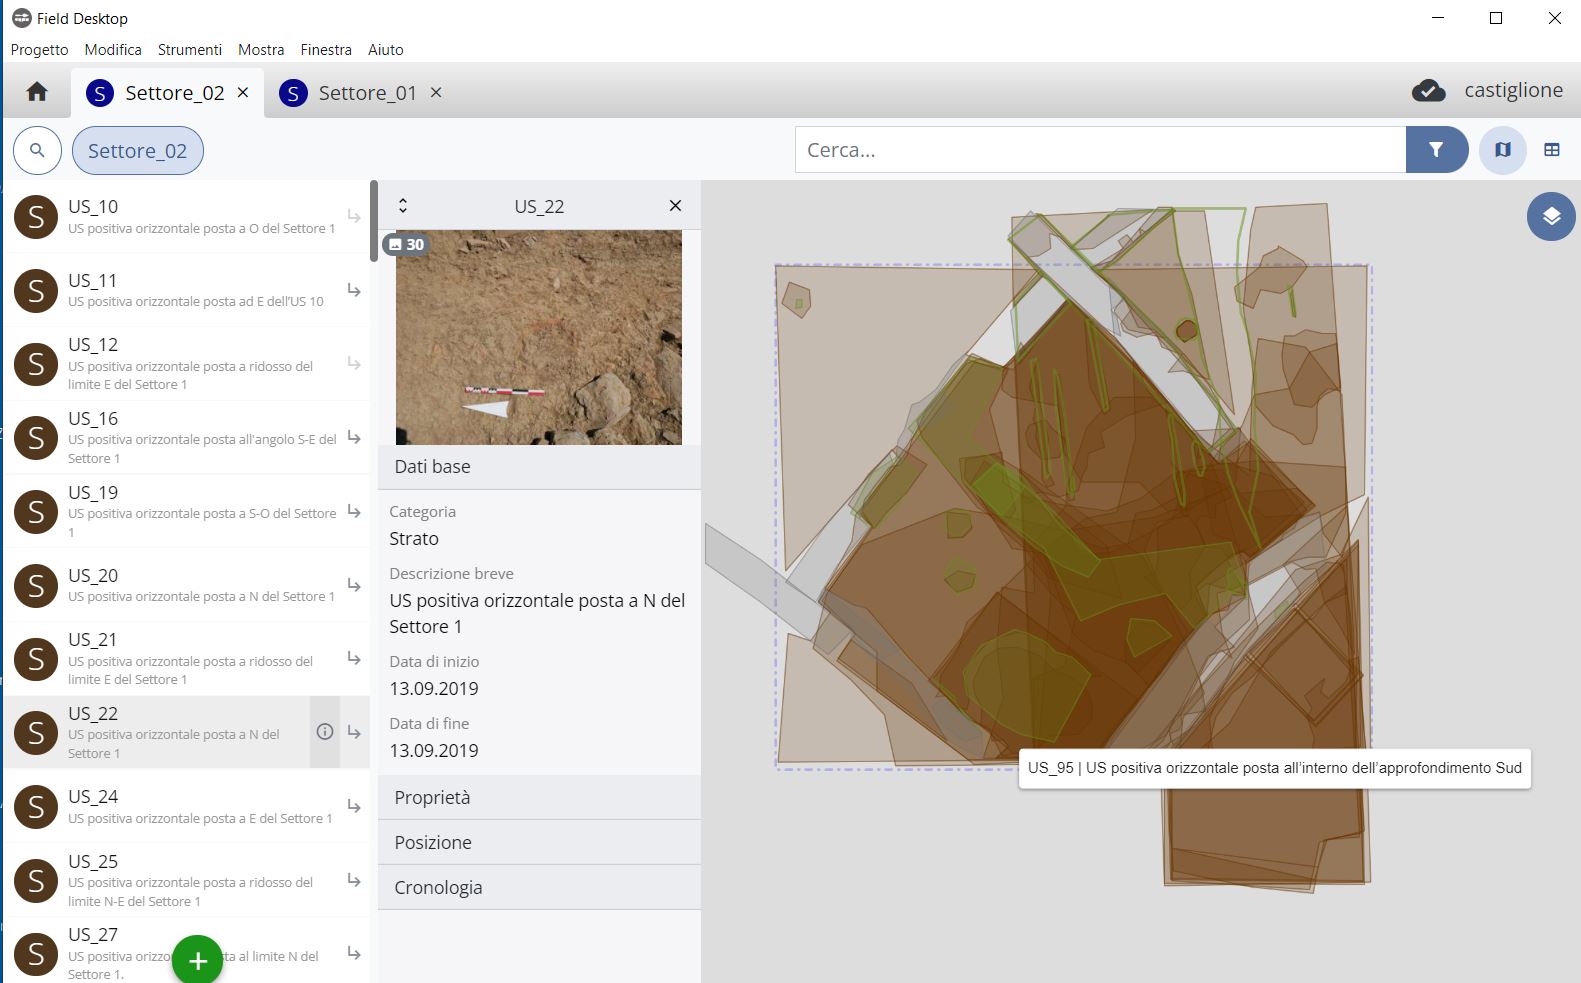 Field Desktop
Progetto Modifica Strumenti Mostra Finestra Aiuto
S Settore_02 S Settore_01 castiglione
Settore_02 Cerca...
S US_10
US positiva orizzontale posta a O del Settore 1
S US_11
US positiva orizzontale posta ad E dell'US 10
S US_12
US positiva orizzontale posta a ridosso del
limite E del Settore 1
S US_16
US positiva orizzontale posta all'angolo S-E del
Settore 1
S US_19
US positiva orizzontale posta a S-O del Settore
1
S US_20
US positiva orizzontale posta a N del Settore 1
S US_21
US positiva orizzontale posta a ridosso del
limite E del Settore 1
S US_22
US positiva orizzontale posta a N del
Settore 1
S US_24
US positiva orizzontale posta a E del Settore 1
S US_25
US positiva orizzontale posta a ridosso del
limite N-E del Settore 1
S US_27
US positiva al limite N del
Settore 1.
US_22
30
Dati base
Categoria
Strato
Descrizione breve
US positiva orizzontale posta a N del
Settore 1
Data di inizio
13.09.2019
Data di fine
13.09.2019
Proprietà
Posizione
Cronologia
US_95 | US positiva orizzontale posta all'interno dell'approfondimento Sud